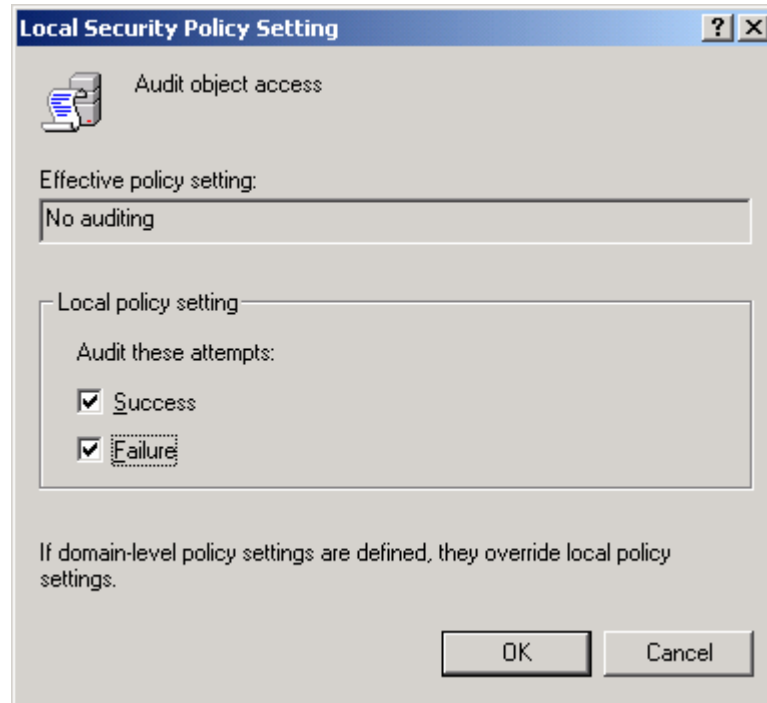 Local Security Policy Setting
Audit object access
Effective policy setting:
No auditing
Local policy setting
Audit these attempts:
Success
Failure
If domain-level policy settings are defined, they override local policy
settings.
OK Cancel